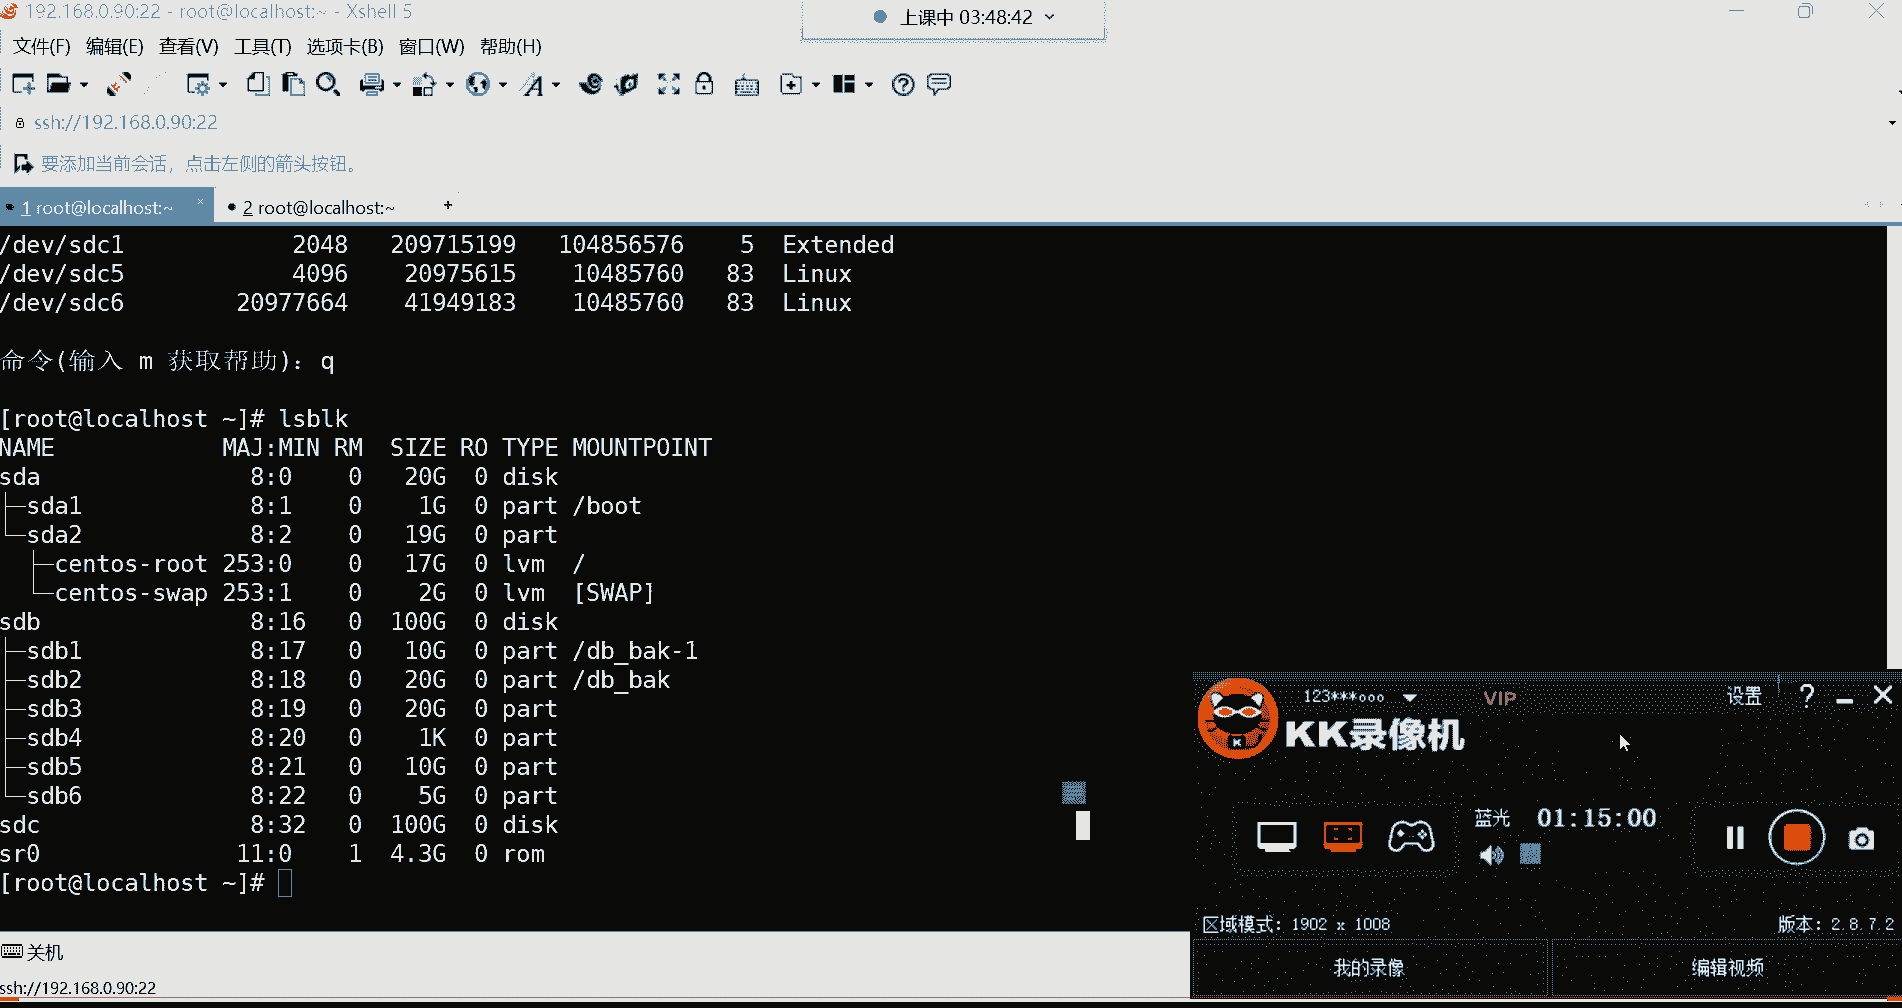 192.168.0.90:22 - root@localhost:~ - Xshell 5
上课中 03:48:42
文件(F) 编辑(E) 查看(V) 工具(T) 选项卡(B) 窗口(W) 帮助(H)
ssh://192.168.0.90:22
要添加当前会话，点击左侧的箭头按钮。
1 root@localhost:~ × 2 root@localhost:~ +
/dev/sdc1 2048 209715199 104856576 5 Extended
/dev/sdc5 4096 20975615 10485760 83 Linux
/dev/sdc6 20977664 41949183 10485760 83 Linux
命令(输入 m 获取帮助)：q
[root@localhost ~]# lsblk
NAME MAJ:MIN RM SIZE RO TYPE MOUNTPOINT
sda 8:0 0 20G 0 disk
├─sda1 8:1 0 1G 0 part /boot
└─sda2 8:2 0 19G 0 part
├─centos-root 253:0 0 17G 0 lvm /
└─centos-swap 253:1 0 2G 0 lvm [SWAP]
sdb 8:16 0 100G 0 disk
├─sdb1 8:17 0 10G 0 part /db_bak-1
├─sdb2 8:18 0 20G 0 part /db_bak
├─sdb3 8:19 0 20G 0 part
├─sdb4 8:20 0 1K 0 part
├─sdb5 8:21 0 10G 0 part
└─sdb6 8:22 0 5G 0 part
sdc 8:32 0 100G 0 disk
sr0 11:0 1 4.3G 0 rom
[root@localhost ~]#
123***ooo VIP 设置 ?
KK录像机
蓝光 01:15:00
区域模式: 1902 x 1008 版本: 2.8.7.2
我的录像 编辑视频
关机
ssh://192.168.0.90:22